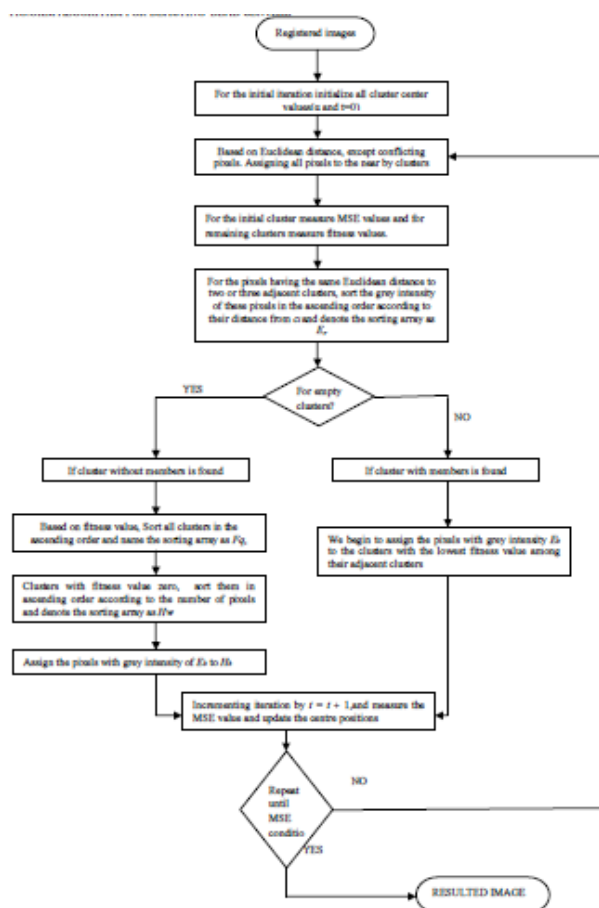 Registered images
For the initial iteration initialize all cluster center
values(α and t=0)
Based on Euclidean distance, except conflicting
pixels. Assigning all pixels to the near by clusters
For the initial cluster measure MSE values and for
remaining clusters measure fitness values.
For the pixels having the same Euclidean distance to
two or three adjacent clusters, sort the grey intensity
of these pixels in the ascending order according to
their distance from and denote the sorting array as
For empty
clusters?
YES
NO
If cluster without members is found
If cluster with members is found
Based on fitness value, Sort all clusters in the
ascending order and name the sorting array as Fq,
Clusters with fitness value zero, sort them in
ascending order according to the number of pixels
and denote the sorting array as
Assign the pixels with grey intensity of to
We begin to assign the pixels with grey intensity
to the clusters with the lowest fitness value among
their adjacent clusters
Incrementing iteration by t = t + 1,and measure the
MSE value and update the centre positions
Repeat
until
MSE
conditio
NO
YES
RESULTED IMAGE